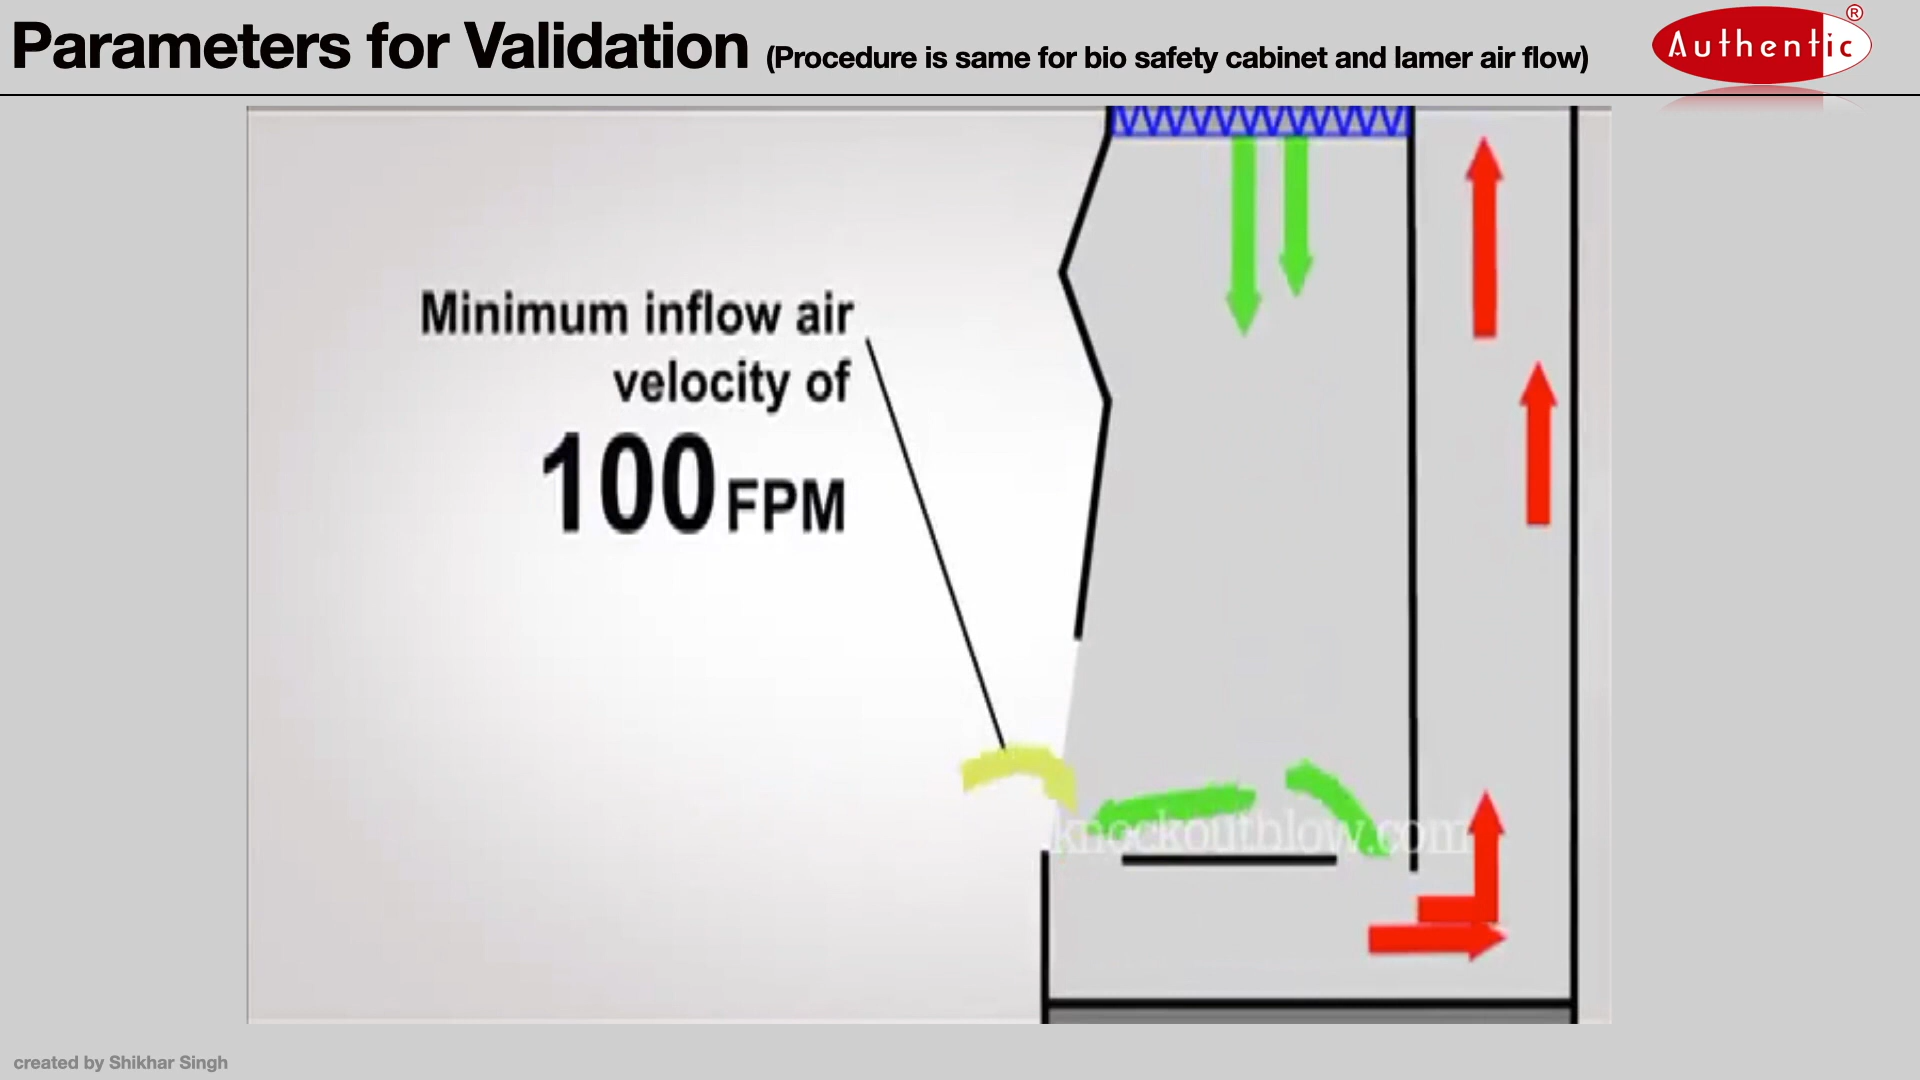 Parameters for Validation (Procedure is same for bio safety cabinet and lamer air flow)
Authentic®
Minimum inflow air
velocity of
100 FPM
knockoutblow.com
created by Shikhar Singh